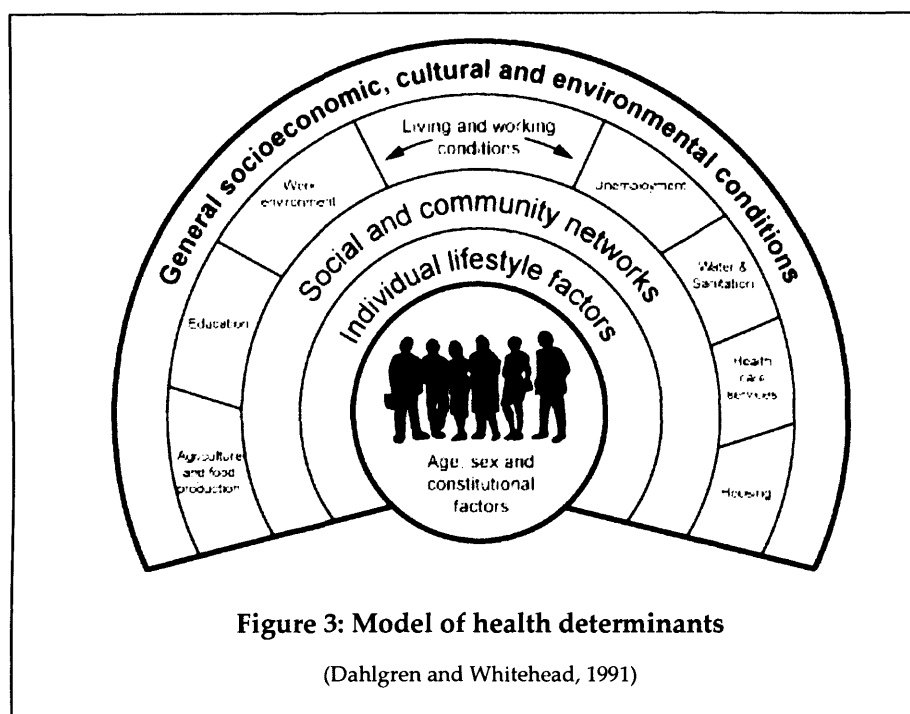 General socioeconomic, cultural and environmental conditions
Living and working
conditions
Work
environment
Unemployment
Social and community networks
Water &
Sanitation
Individual lifestyle factors
Education
Health
care
services
Agriculture
and food
production
Housing
Age, sex and
constitutional
factors
Figure 3: Model of health determinants
(Dahlgren and Whitehead, 1991)